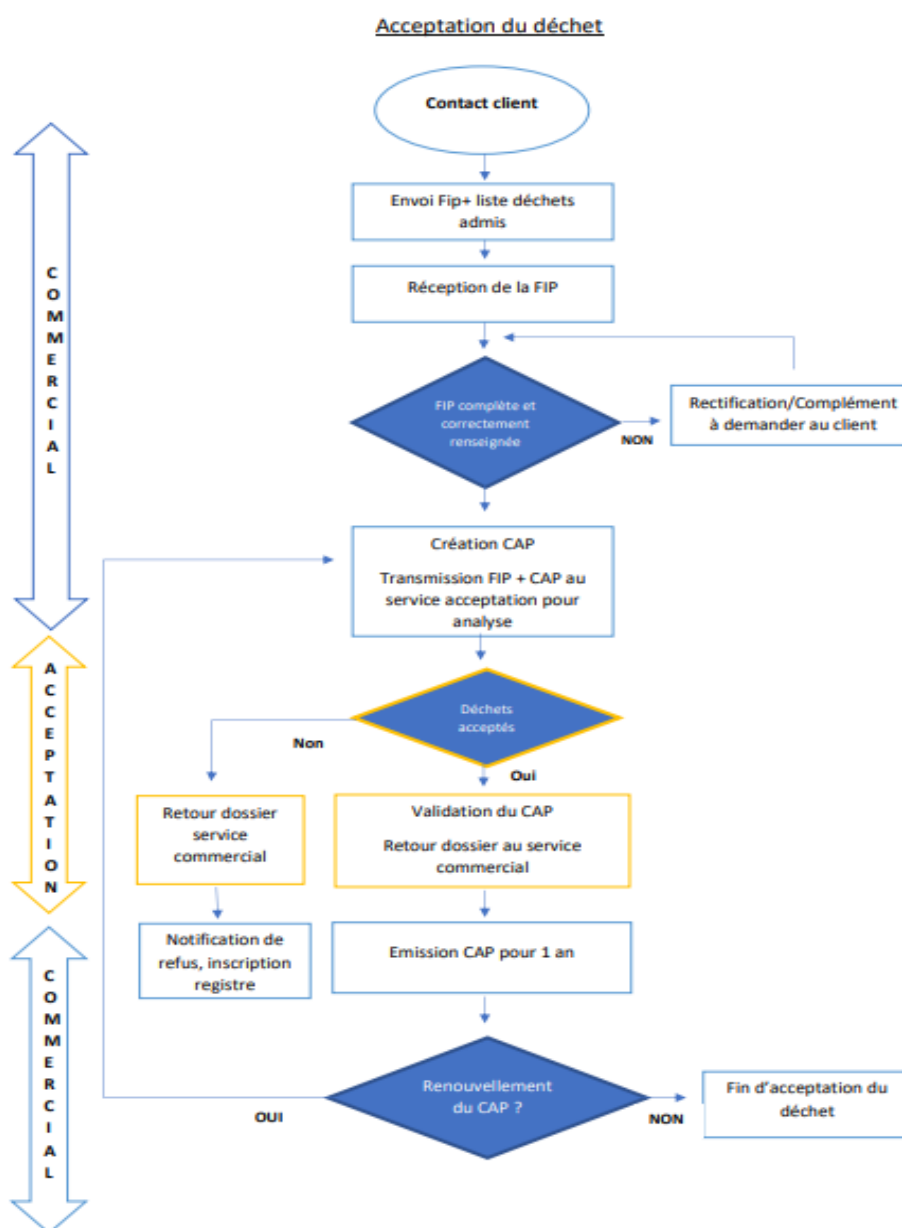 Acceptation du déchet
Contact client
Envoi Fip+ liste déchets
admis
Réception de la FIP
FIP complète et
correctement
renseignée
NON
Rectification/Complément
à demander au client
COMMERCIAL
Création CAP
Transmission FIP + CAP au
service acceptation pour
analyse
ACCEPTATION
Déchets
acceptés
Non
Oui
Retour dossier
service
commercial
Validation du CAP
Retour dossier au service
commercial
Notification de
refus, inscription
registre
Emission CAP pour 1 an
COMMERCIAL
Renouvellement
du CAP ?
OUI
NON
Fin d'acceptation du
déchet